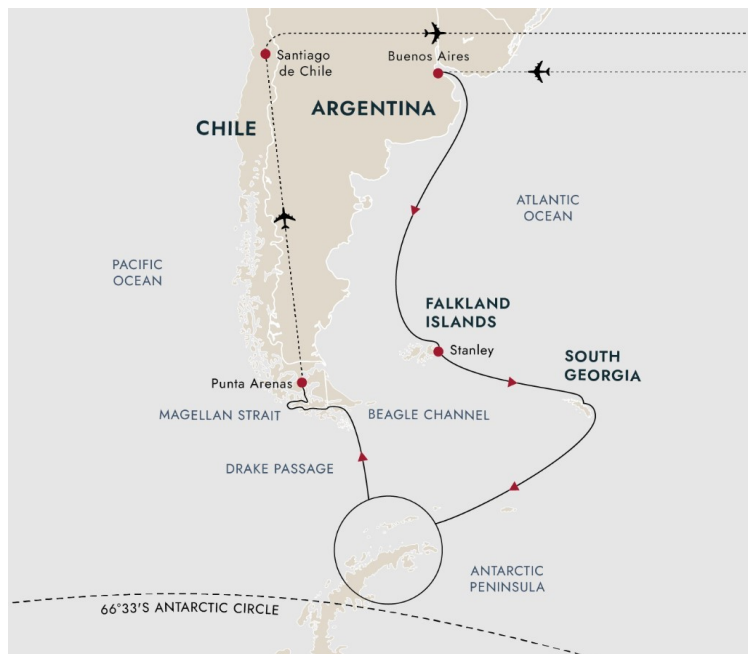 Santiago
de Chile
Buenos Aires
ARGENTINA
CHILE
ATLANTIC
OCEAN
PACIFIC
OCEAN
FALKLAND
ISLANDS
Stanley
SOUTH
GEORGIA
Punta Arenas
MAGELLAN STRAIT
BEAGLE CHANNEL
DRAKE PASSAGE
ANTARCTIC
PENINSULA
66°33'S ANTARCTIC CIRCLE